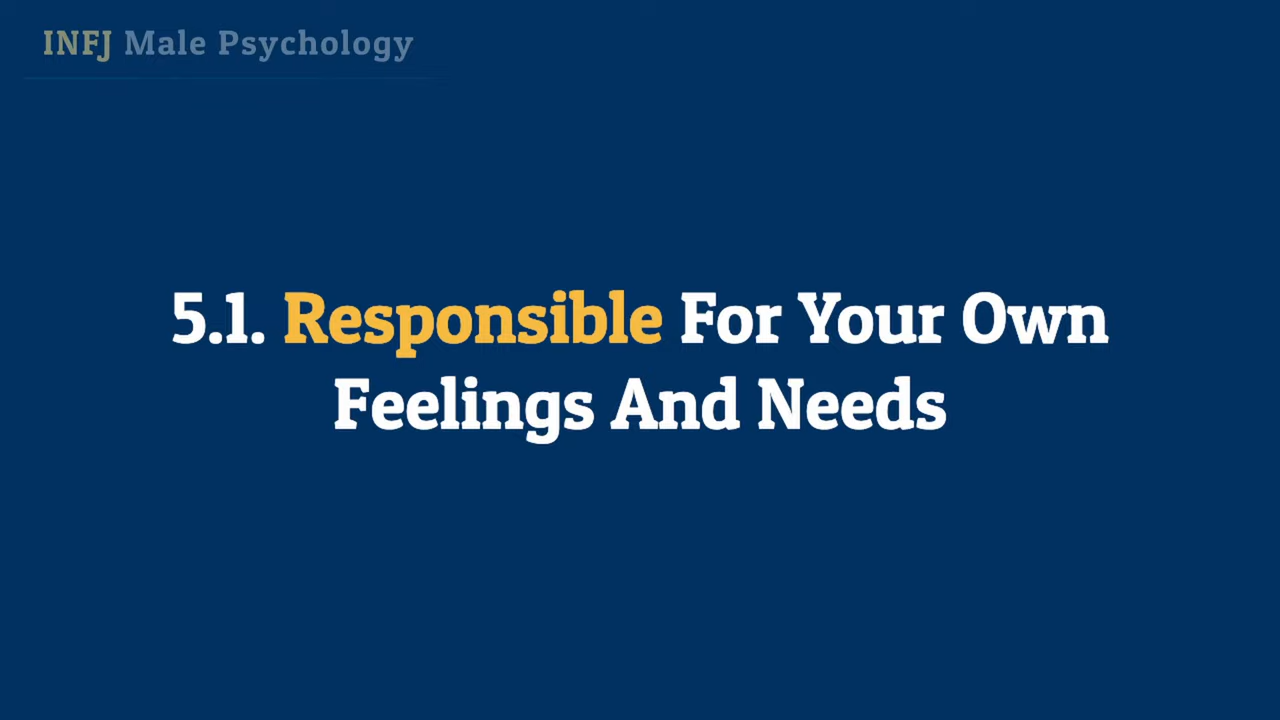 INFJ Male Psychology
5.1. Responsible For Your Own
Feelings And Needs